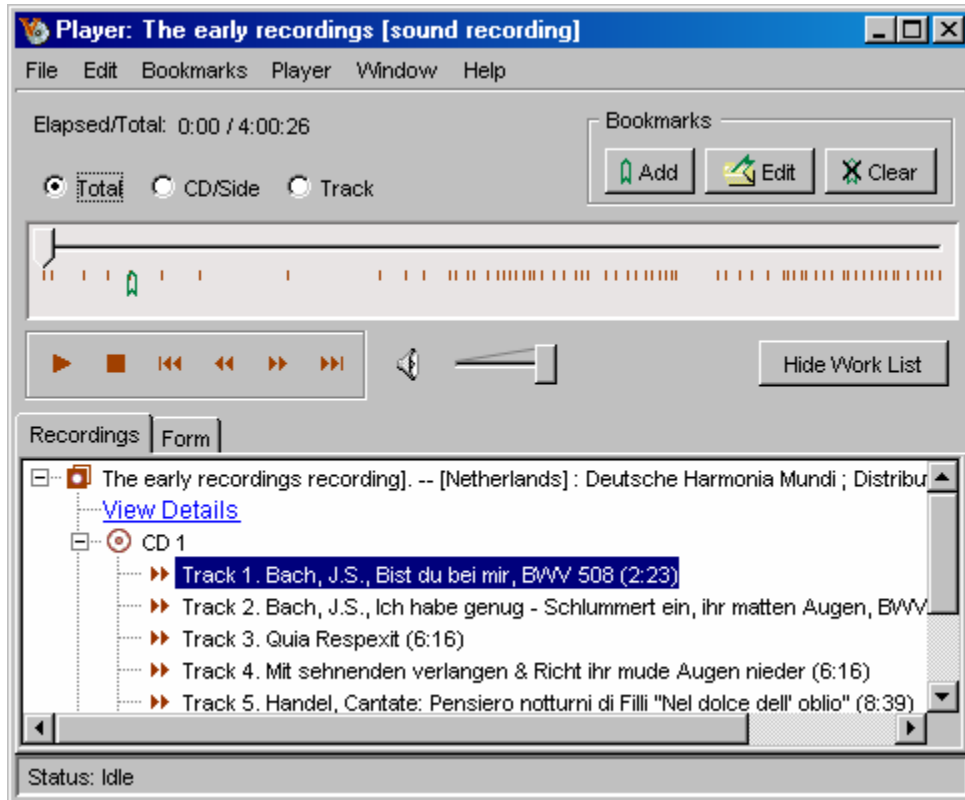 Player: The early recordings [sound recording]
File Edit Bookmarks Player Window Help
Elapsed/Total: 0:00 / 4:00:26
Bookmarks
Add Edit Clear
Total CD/Side Track
Hide Work List
Recordings Form
The early recordings recording]. -- [Netherlands] : Deutsche Harmonia Mundi ; Distribu
View Details
CD 1
Track 1. Bach, J.S., Bist du bei mir, BWV 508 (2:23)
Track 2. Bach, J.S., Ich habe genug - Schlummert ein, ihr matten Augen, BWV
Track 3. Quia Respexit (6:16)
Track 4. Mit sehnenden verlangen & Richt ihr mude Augen nieder (6:16)
Track 5. Handel, Cantate: Pensiero notturni di Filli "Nel dolce dell' oblio" (8:39)
Status: Idle